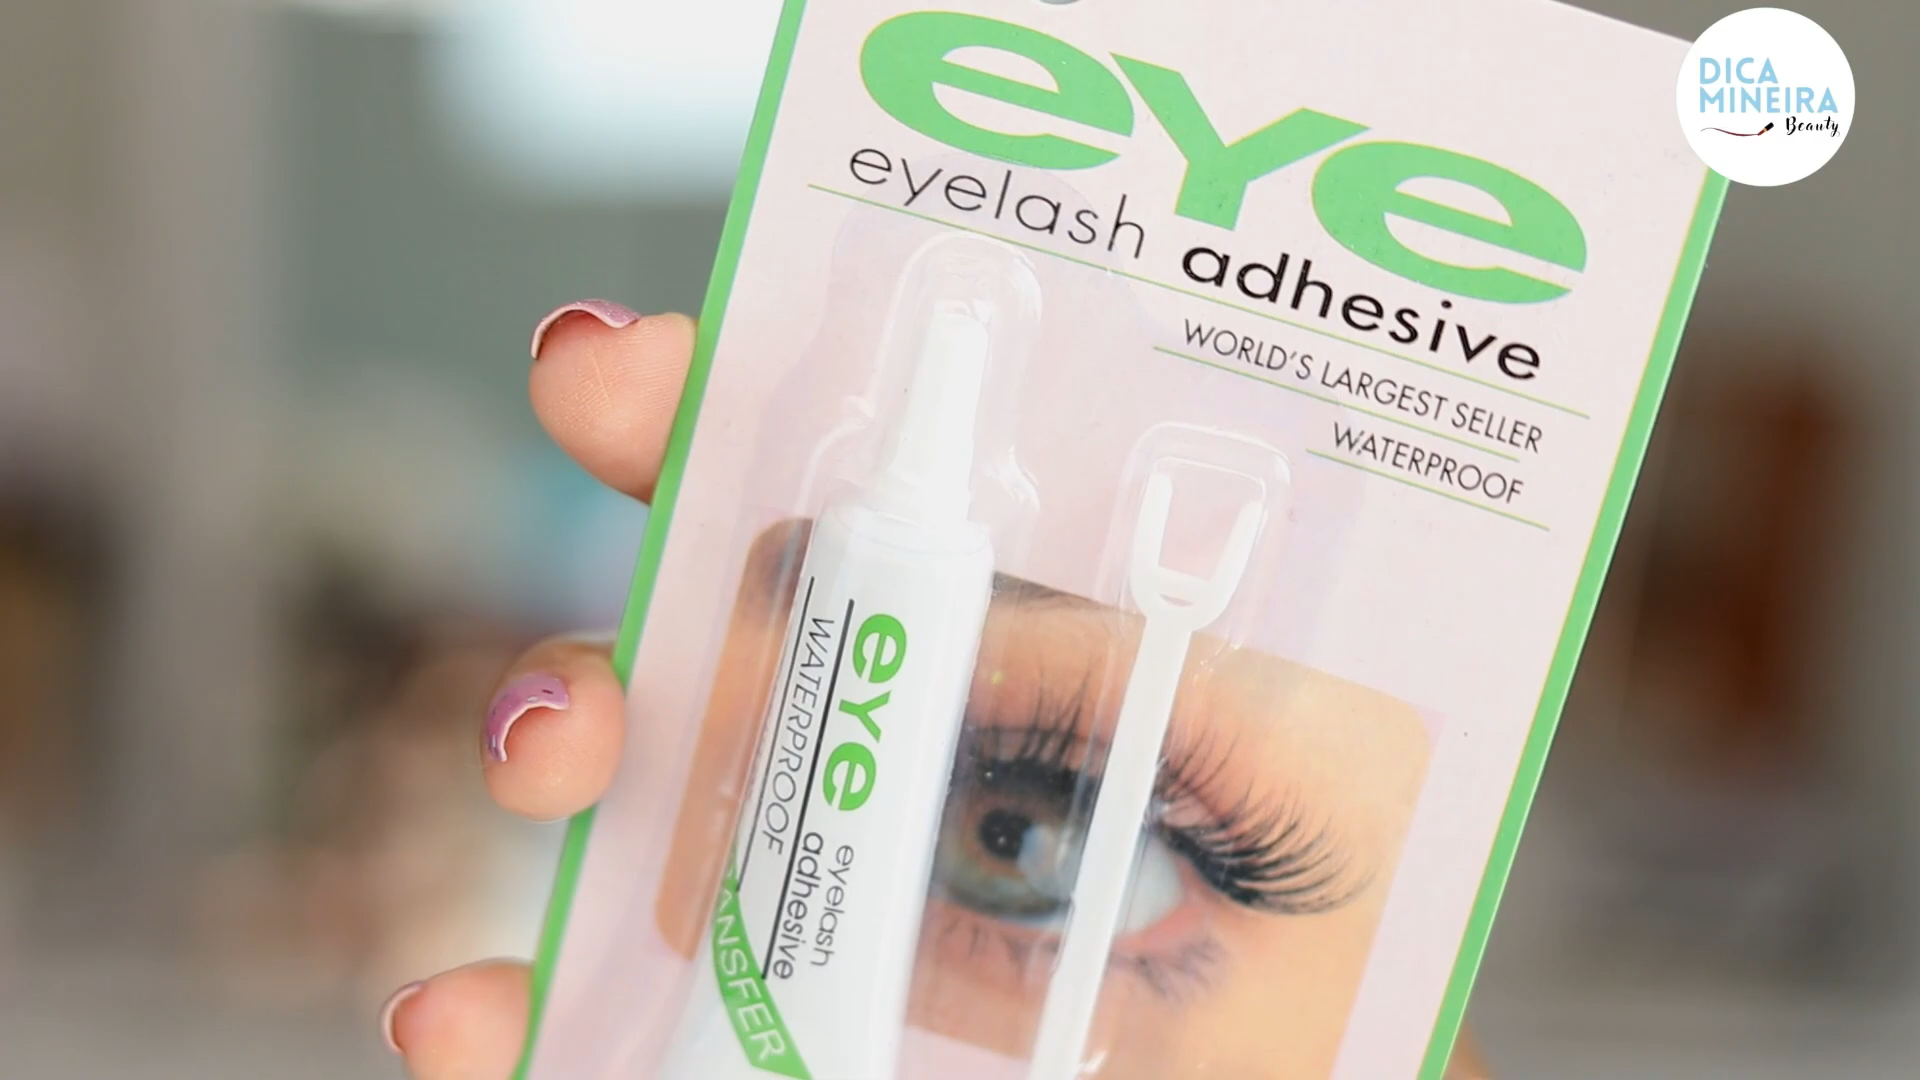 DICA
MINEIRA
Beauty
eye
eyelash adhesive
WORLD'S LARGEST SELLER
WATERPROOF
eye eyelash
adhesive
WATERPROOF